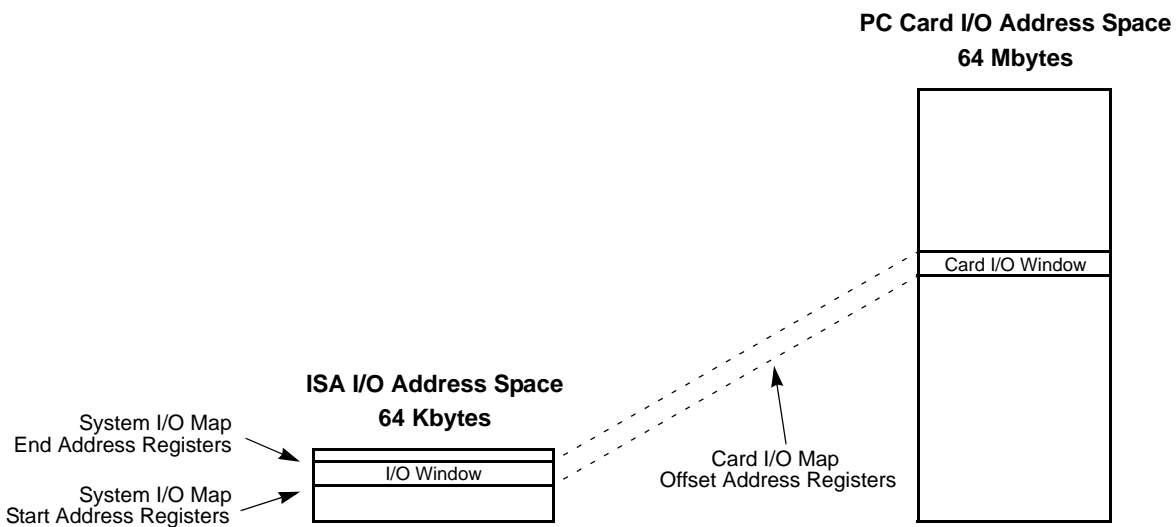 PC Card I/O Address Space
64 Mbytes
Card I/O Window
ISA I/O Address Space
64 Kbytes
System I/O Map
End Address Registers
I/O Window
System I/O Map
Start Address Registers
Card I/O Map
Offset Address Registers